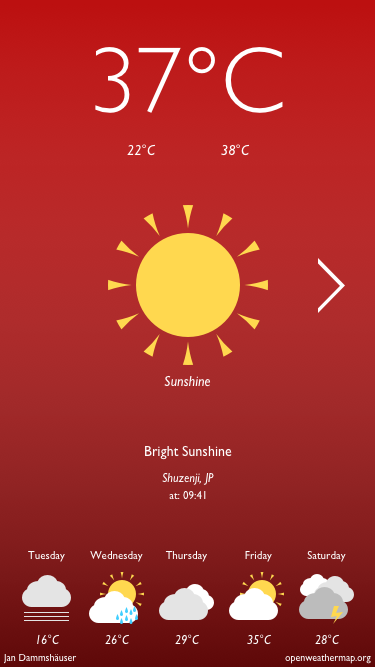 37°C
22°C 38°C
Sunshine
Bright Sunshine
Shuzenji, JP
at: 09:41
Tuesday Wednesday Thursday Friday Saturday
16°C 26°C 29°C 35°C 28°C
Jan Dammshäuser openweathermap.org